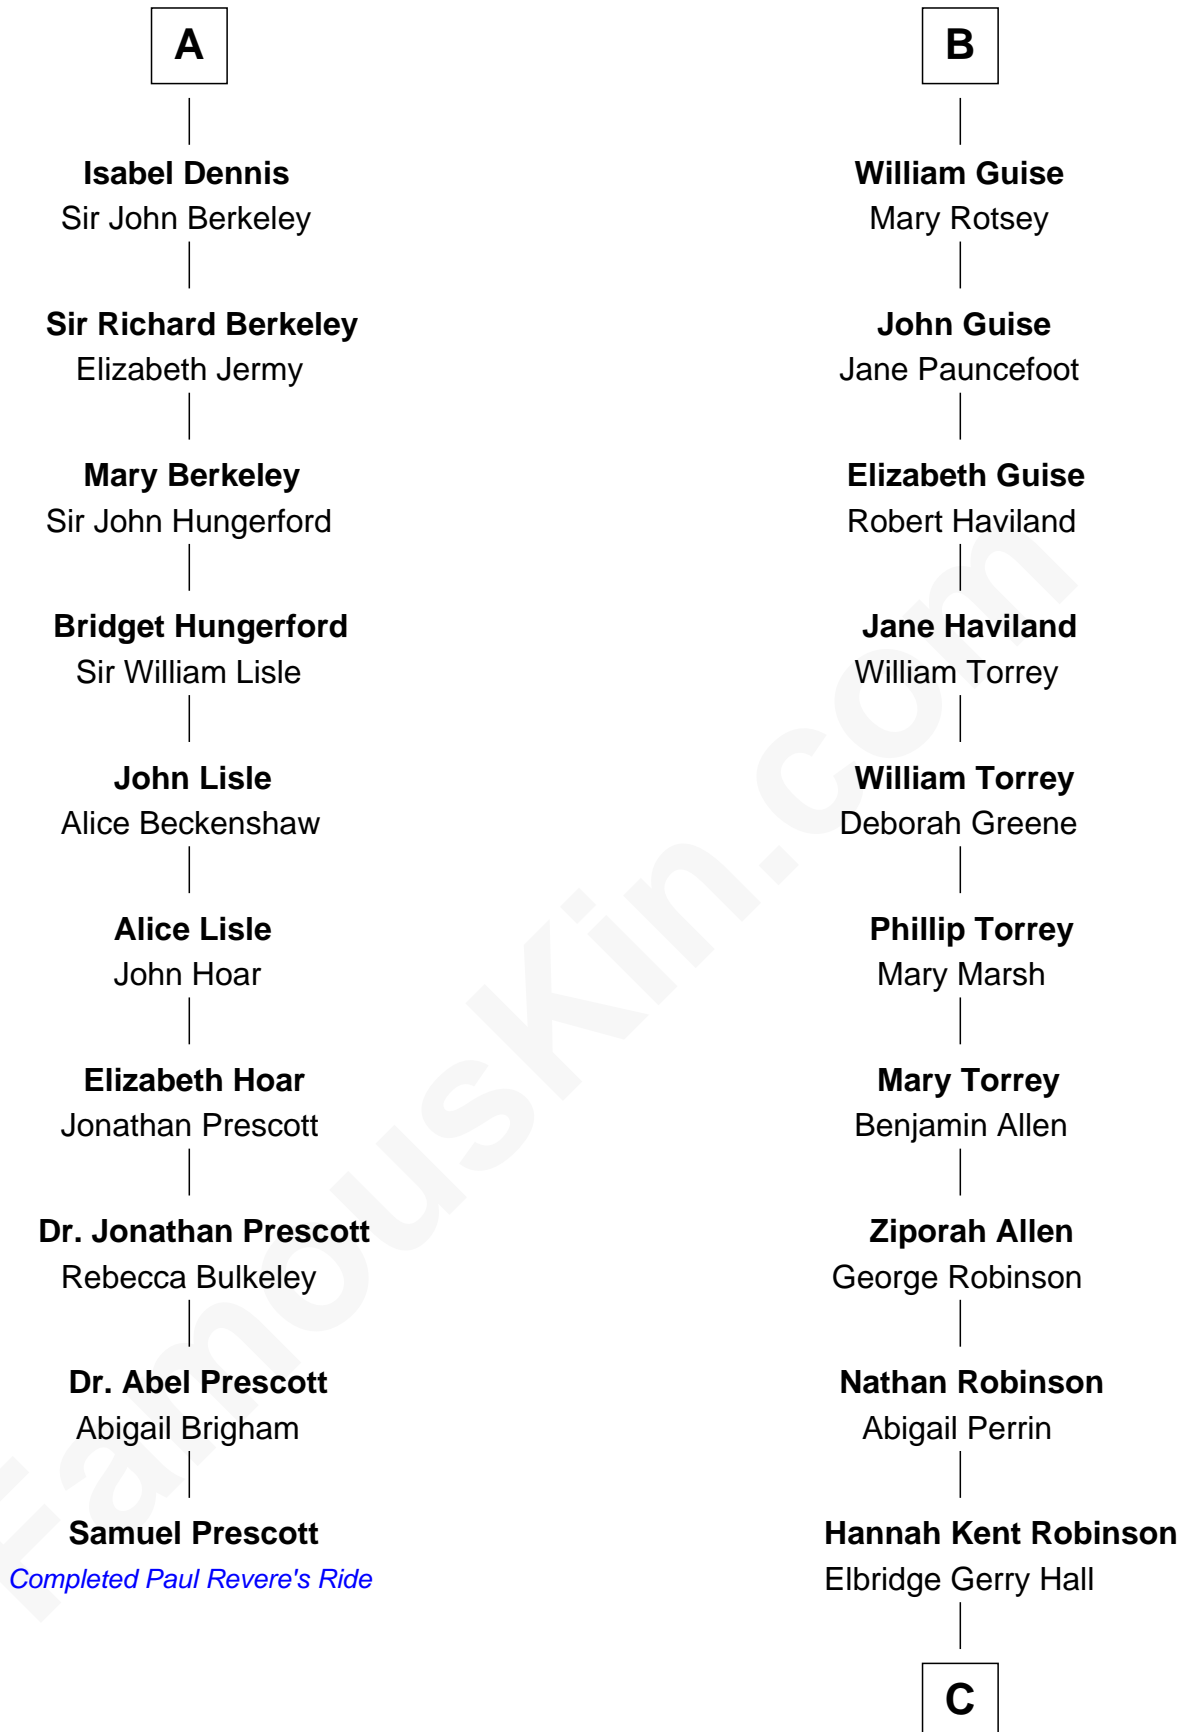 A
Isabel Dennis
Sir John Berkeley
Sir Richard Berkeley
Elizabeth Jermy
Mary Berkeley
Sir John Hungerford
Bridget Hungerford
Sir William Lisle
John Lisle
Alice Beckenshaw
Alice Lisle
John Hoar
Elizabeth Hoar
Jonathan Prescott
Dr. Jonathan Prescott
Rebecca Bulkeley
Dr. Abel Prescott
Abigail Brigham
Samuel Prescott
Completed Paul Revere's Ride
B
William Guise
Mary Rotsey
John Guise
Jane Pauncefoot
Elizabeth Guise
Robert Haviland
Jane Haviland
William Torrey
William Torrey
Deborah Greene
Phillip Torrey
Mary Marsh
Mary Torrey
Benjamin Allen
Ziporah Allen
George Robinson
Nathan Robinson
Abigail Perrin
Hannah Kent Robinson
Elbridge Gerry Hall
C
FamousKin.com